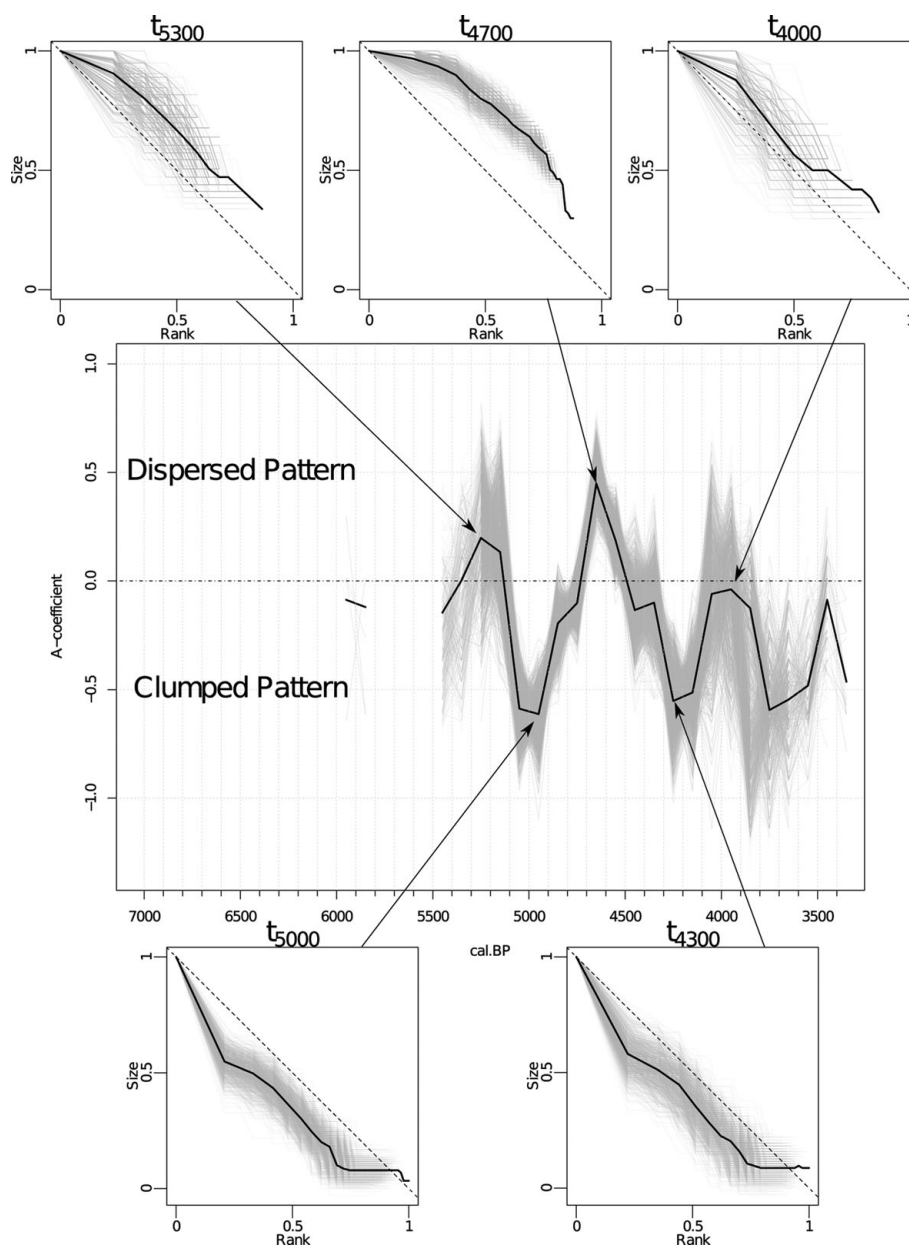 t5300
t4700
t4000
1
0.5
0
Size
0
0.5
1
Rank
1
0.5
0
Size
0
0.5
1
Rank
1
0.5
0
Size
0
0.5
1
Rank
1.0
0.5
0.0
-0.5
-1.0
A-coefficient
Dispersed Pattern
Clumped Pattern
7000
6500
6000
5500
5000
4500
4000
3500
cal.BP
t5000
t4300
1
0.5
0
Size
0
0.5
1
Rank
1
0.5
0
Size
0
0.5
1
Rank